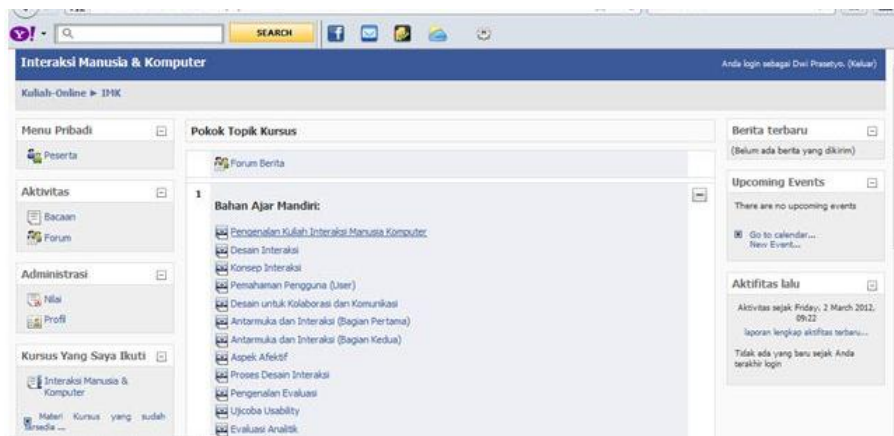 Y!
SEARCH
Interaksi Manusia & Komputer
Anda login sebagai Dwi Prasetyo. (Keluar)
Kuliah-Online ► IMK
Menu Pribadi
Peserta
Aktivitas
Bacaan
Forum
Administrasi
Nilai
Profil
Kursus Yang Saya Ikuti
Interaksi Manusia &
Komputer
Materi Kursus yang sudah
tersedia ...
Pokok Topik Kursus
Forum Berita
1
Bahan Ajar Mandiri:
Pengenalan Kuliah Interaksi Manusia Komputer
Desain Interaksi
Konsep Interaksi
Pemahaman Pengguna (User)
Desain untuk Kolaborasi dan Komunikasi
Antarmuka dan Interaksi (Bagian Pertama)
Antarmuka dan Interaksi (Bagian Kedua)
Aspek Afektif
Proses Desain Interaksi
Pengenalan Evaluasi
Ujicoba Usability
Evaluasi Analitik
Berita terbaru
(Belum ada berita yang dikirim)
Upcoming Events
There are no upcoming events
Go to calendar...
New Event...
Aktifitas lalu
Aktivitas sejak Friday, 2 March 2012,
09:22
laporan lengkap aktifitas terbaru...
Tidak ada yang baru sejak Anda
terakhir login